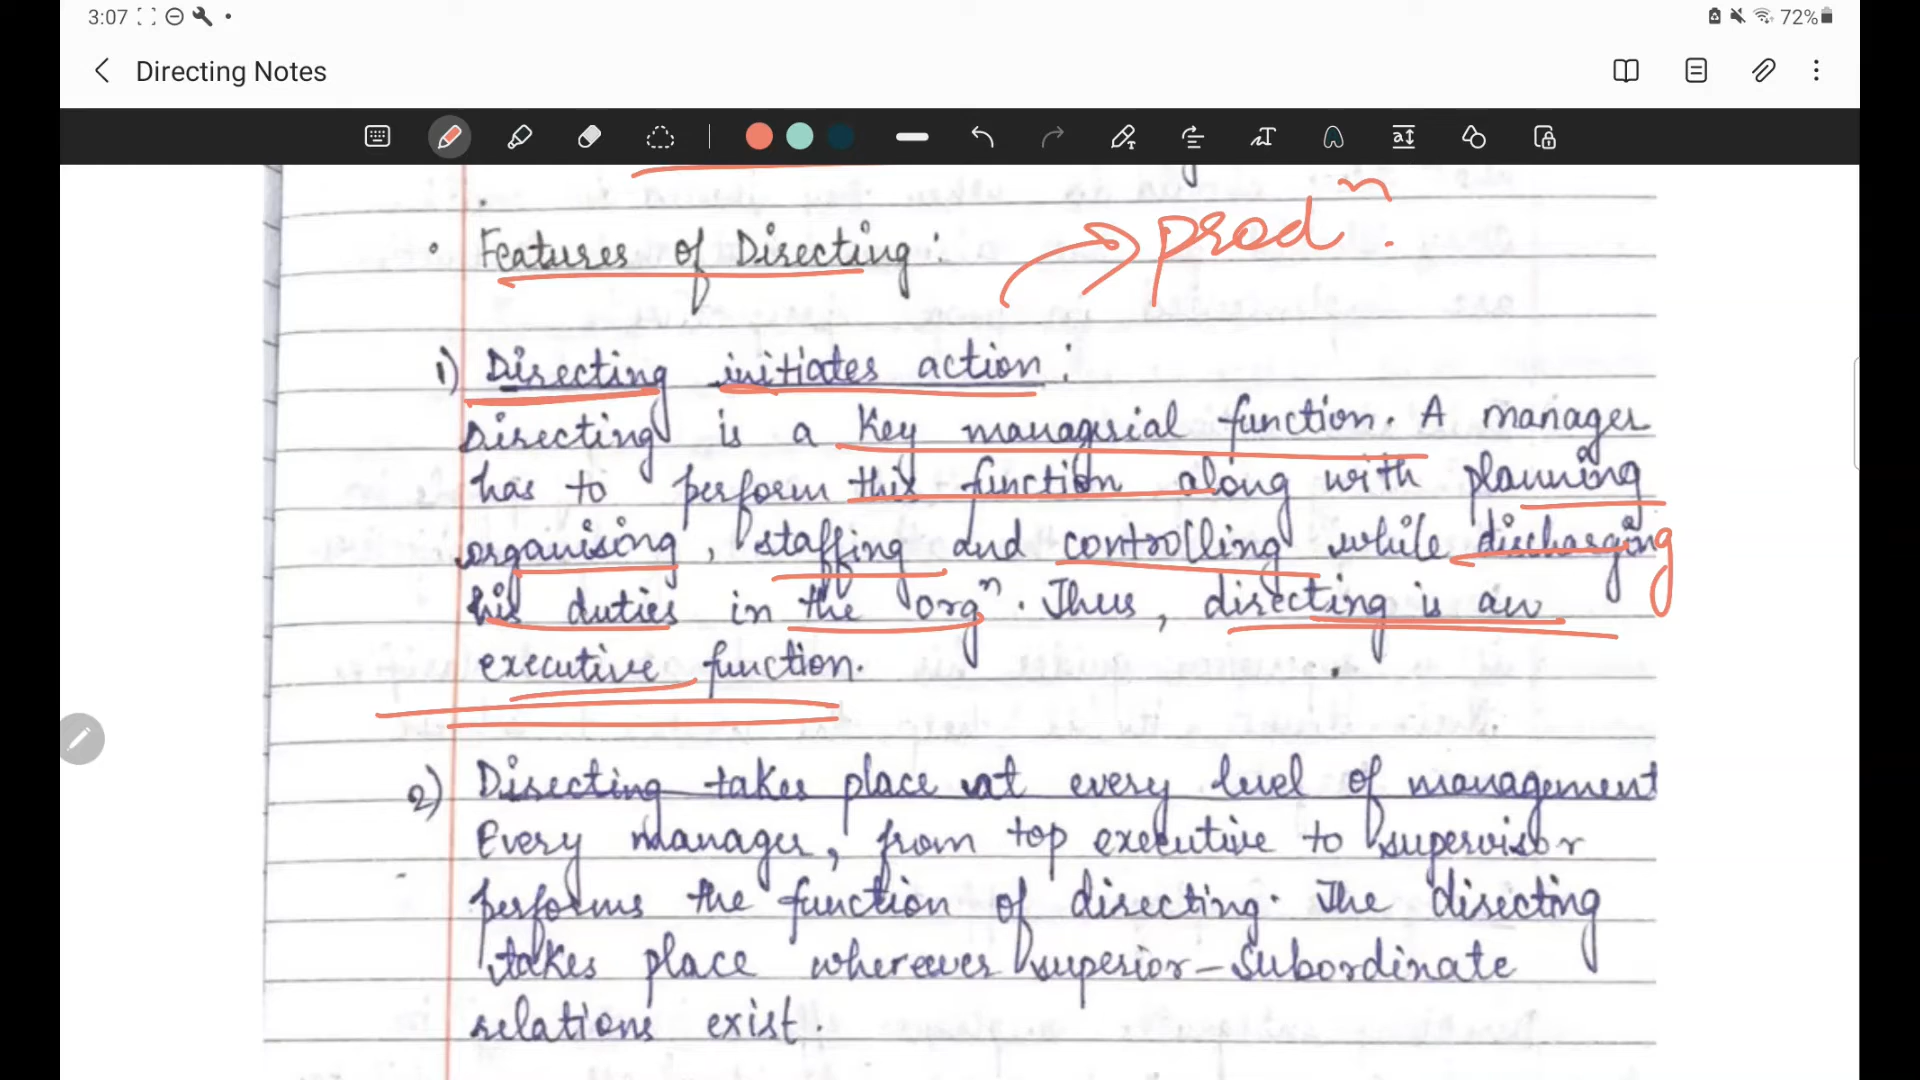 3:07
72%
Directing Notes
prodⁿ.
• Features of Directing :
1) Directing initiates action :
Directing is a key managerial function. A manager
has to perform this function along with planning
organising, staffing and controlling while discharging
his duties in the orgⁿ. Thus, directing is an
executive function.
2) Directing takes place at every level of management
Every manager, from top executive to supervisor
performs the function of directing. The directing
takes place wherever superior-subordinate
relations exist.